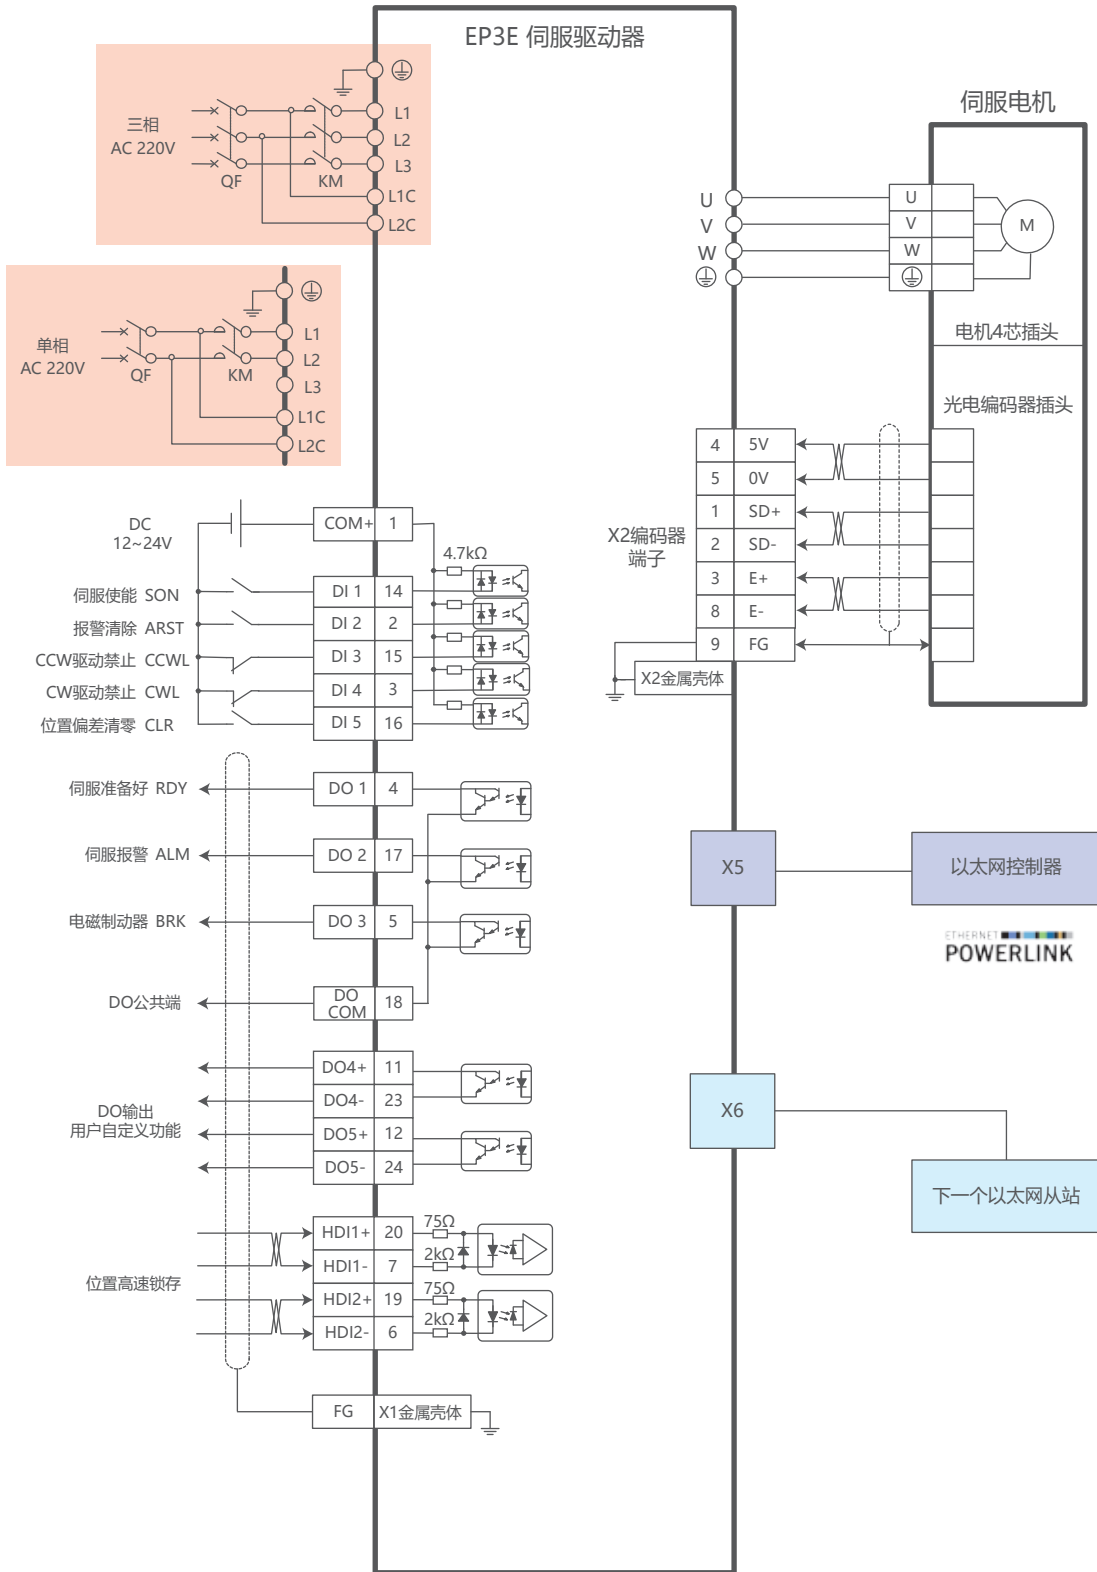 EP3E 伺服驱动器
三相
AC 220V
QF
KM
L1
L2
L3
L1C
L2C
单相
AC 220V
QF
KM
L1
L2
L3
L1C
L2C
伺服电机
U
V
W
U
V
W
M
电机4芯插头
光电编码器插头
X2编码器
端子
4 5V
5 0V
1 SD+
2 SD-
3 E+
8 E-
9 FG
X2金属壳体
DC
12~24V
COM+ 1
4.7kΩ
伺服使能 SON DI 1 14
报警清除 ARST DI 2 2
CCW驱动禁止 CCWL DI 3 15
CW驱动禁止 CWL DI 4 3
位置偏差清零 CLR DI 5 16
伺服准备好 RDY DO 1 4
伺服报警 ALM DO 2 17
电磁制动器 BRK DO 3 5
DO公共端 DO COM 18
DO输出
用户自定义功能
DO4+ 11
DO4- 23
DO5+ 12
DO5- 24
位置高速锁存
HDI1+ 20 75Ω
HDI1- 7 2kΩ
HDI2+ 19 75Ω
HDI2- 6 2kΩ
FG X1金属壳体
X5
以太网控制器
ETHERNET
POWERLINK
X6
下一个以太网从站